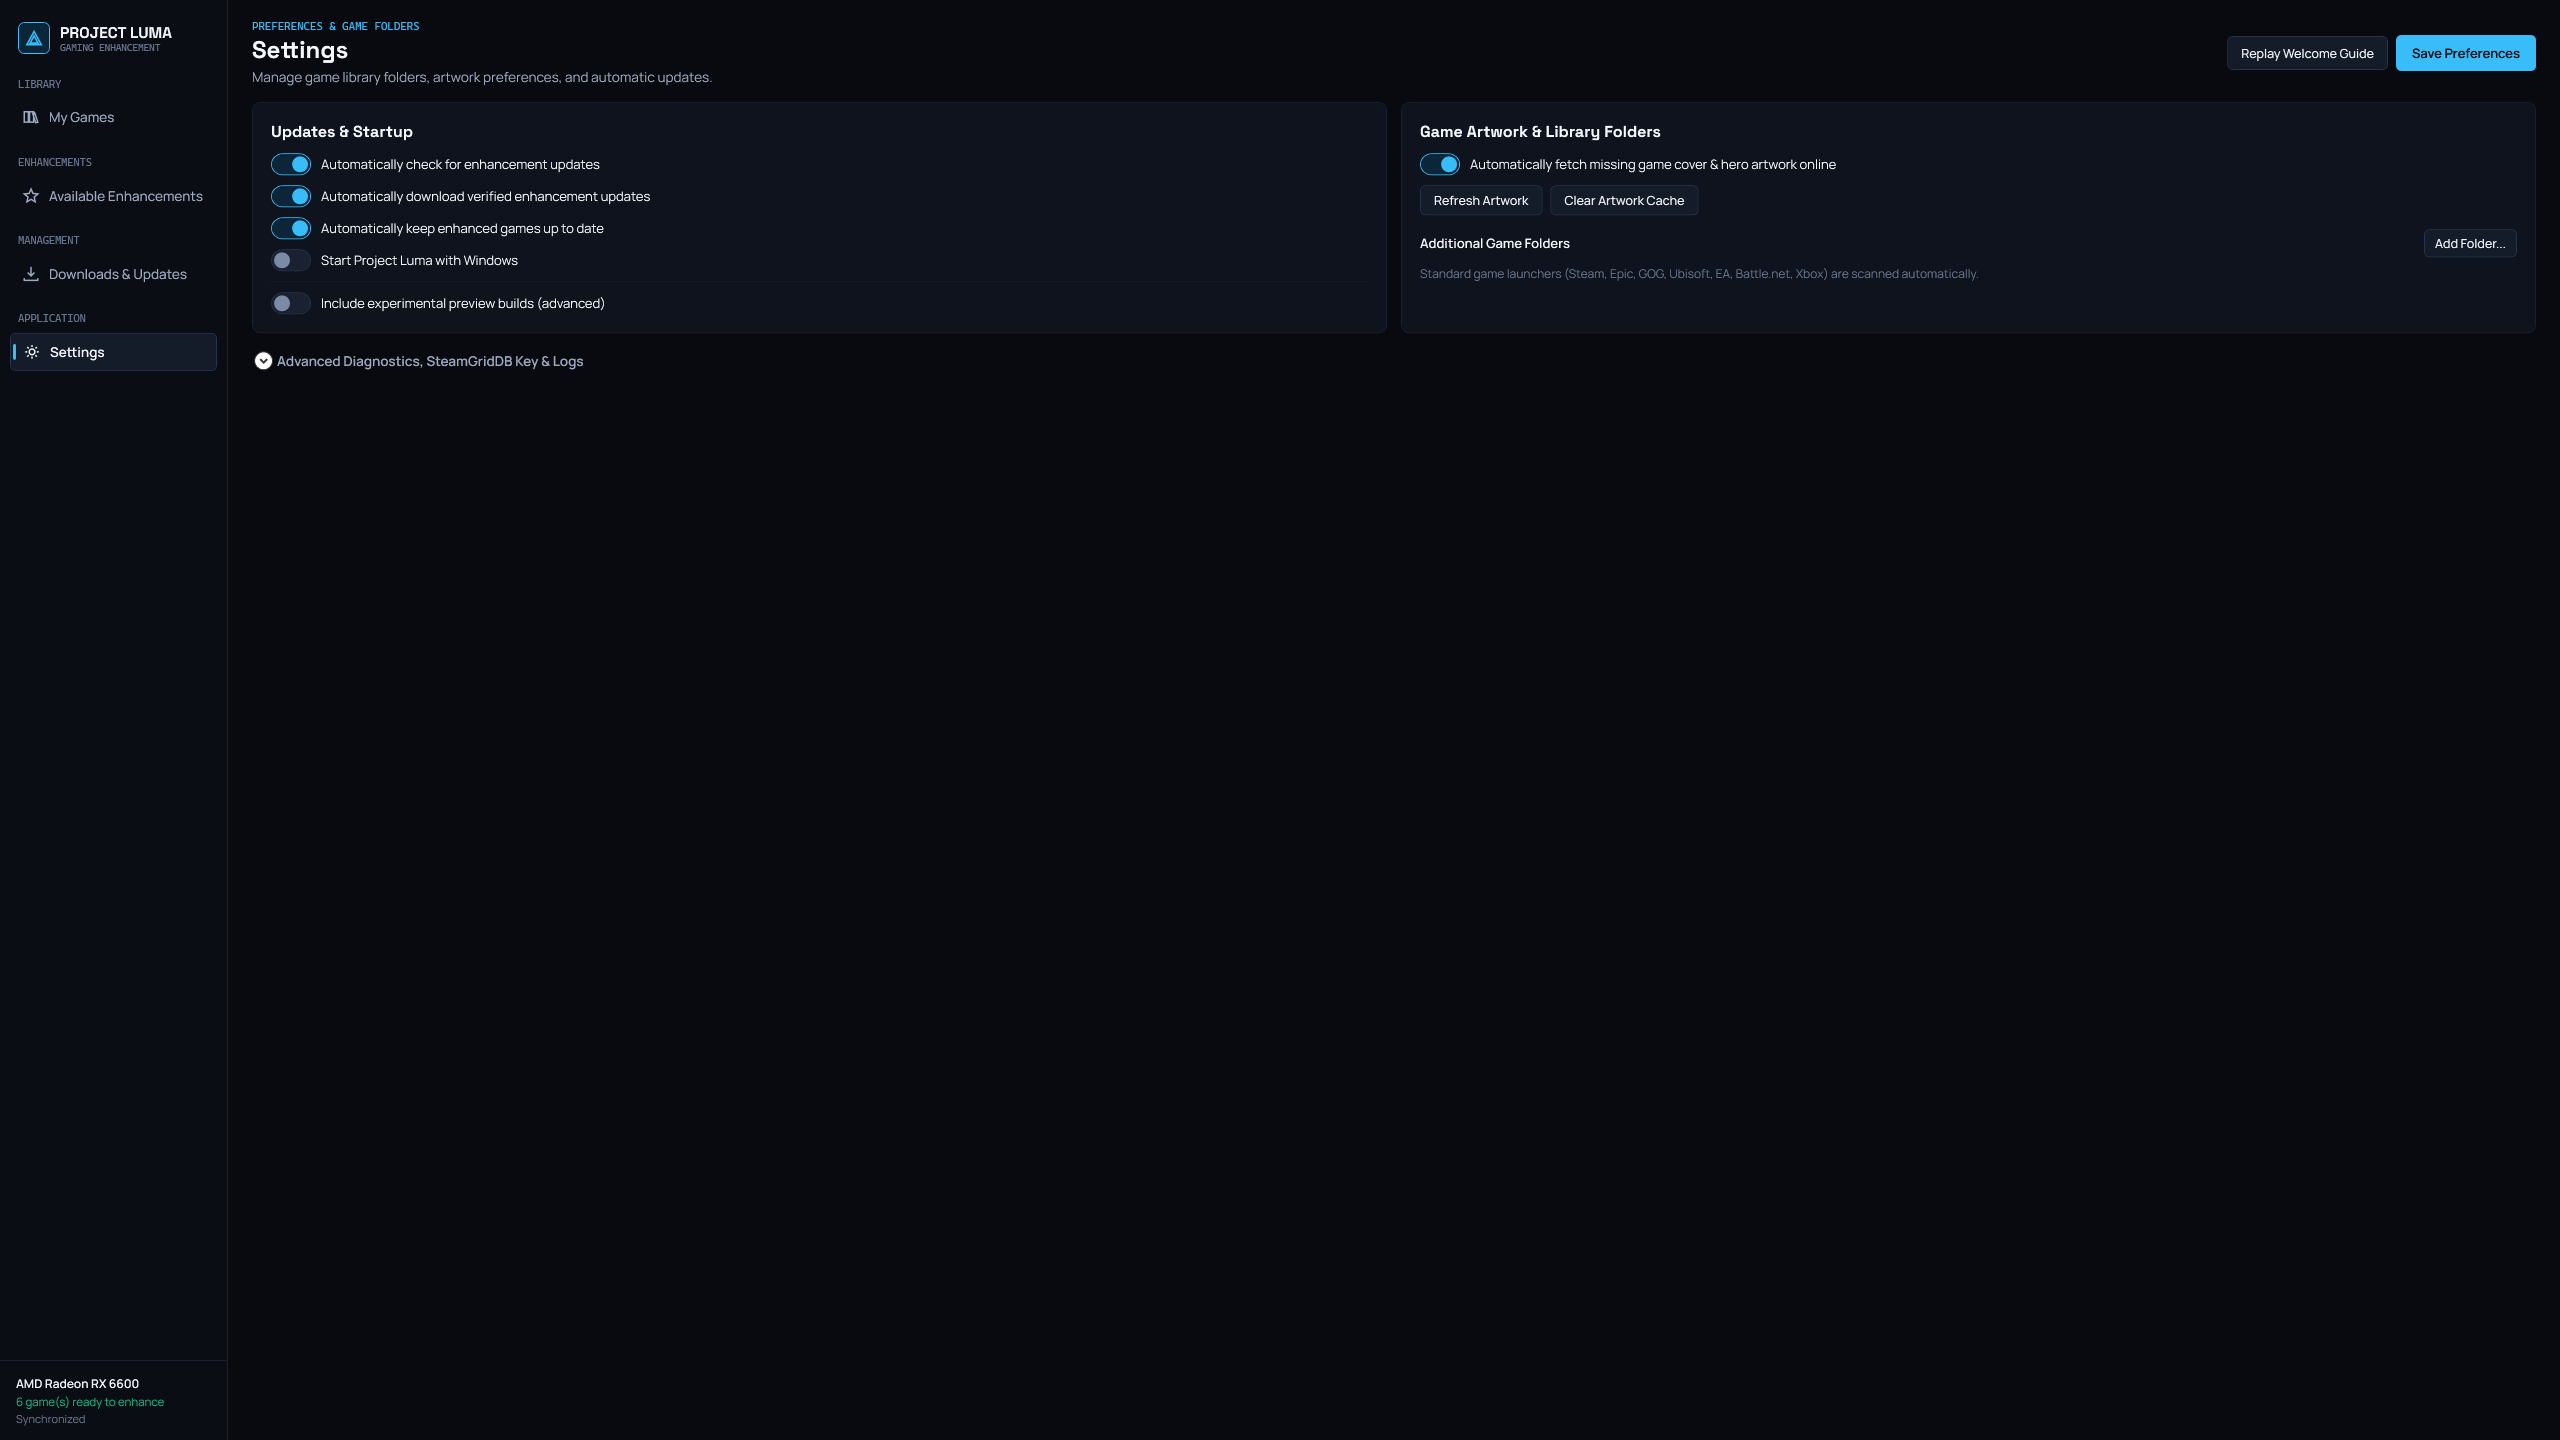 PROJECT LUMA
GAMING ENHANCEMENT
LIBRARY
My Games
ENHANCEMENTS
Available Enhancements
MANAGEMENT
Downloads & Updates
APPLICATION
Settings
AMD Radeon RX 6600
6 game(s) ready to enhance
Synchronized
PREFERENCES & GAME FOLDERS
Settings
Manage game library folders, artwork preferences, and automatic updates.
Replay Welcome Guide
Save Preferences
Updates & Startup
Automatically check for enhancement updates
Automatically download verified enhancement updates
Automatically keep enhanced games up to date
Start Project Luma with Windows
Include experimental preview builds (advanced)
Game Artwork & Library Folders
Automatically fetch missing game cover & hero artwork online
Refresh Artwork
Clear Artwork Cache
Additional Game Folders
Add Folder...
Standard game launchers (Steam, Epic, GOG, Ubisoft, EA, Battle.net, Xbox) are scanned automatically.
Advanced Diagnostics, SteamGridDB Key & Logs